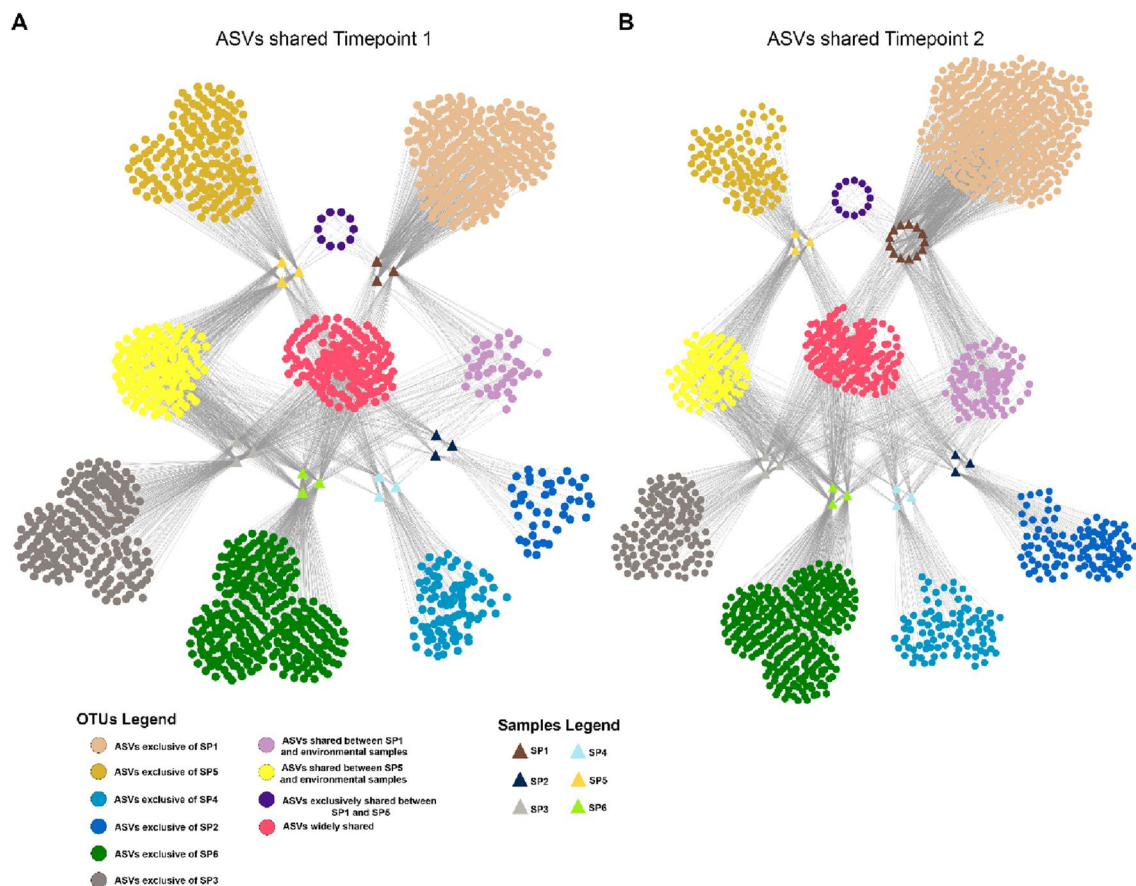 A
B
ASVs shared Timepoint 1
ASVs shared Timepoint 2
OTUs Legend
ASVs exclusive of SP1
ASVs exclusive of SP5
ASVs exclusive of SP4
ASVs exclusive of SP2
ASVs exclusive of SP6
ASVs exclusive of SP3
ASVs shared between SP1
and environmental samples
ASVs shared between SP5
and environmental samples
ASVs exclusively shared between
SP1 and SP5
ASVs widely shared
Samples Legend
SP1
SP2
SP3
SP4
SP5
SP6